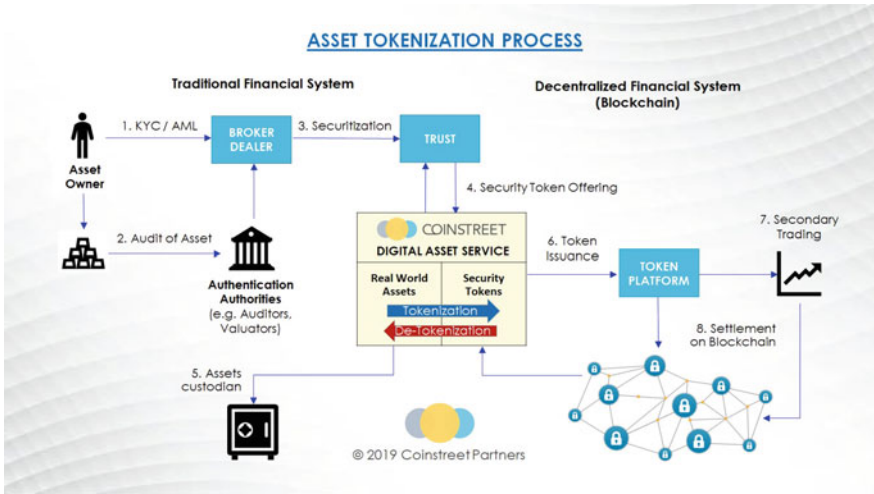 ASSET TOKENIZATION PROCESS
Traditional Financial System
Decentralized Financial System
(Blockchain)
1. KYC / AML
BROKER
DEALER
3. Securitization
TRUST
Asset
Owner
4. Security Token Offering
2. Audit of Asset
COINSTREET
DIGITAL ASSET SERVICE
6. Token
Issuance
7. Secondary
Trading
TOKEN
PLATFORM
Authentication
Authorities
(e.g. Auditors,
Valuators)
Real World
Assets
Security
Tokens
Tokenization
De-Tokenization
8. Settlement
on Blockchain
5. Assets
custodian
© 2019 Coinstreet Partners